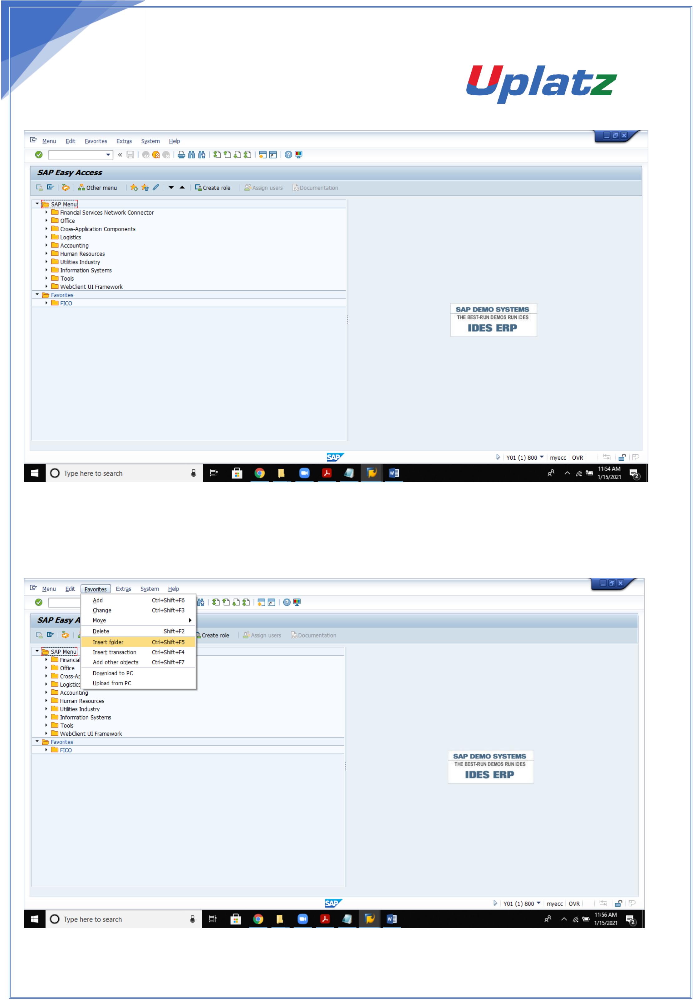 Uplatz
Menu Edit Favorites Extras System Help
SAP Easy Access
Other menu Create role Assign users Documentation
SAP Menu
Financial Services Network Connector
Office
Cross-Application Components
Logistics
Accounting
Human Resources
Utilities Industry
Information Systems
Tools
WebClient UI Framework
Favorites
FICO
SAP DEMO SYSTEMS
THE BEST-RUN DEMOS RUN IDES
IDES ERP
SAP
Y01 (1) 800 myecc OVR
Type here to search
11:54 AM
1/15/2021
2
Menu Edit Favorites Extras System Help
Add Ctrl+Shift+F6
Change Ctrl+Shift+F3
Move
Delete Shift+F2
Insert folder Ctrl+Shift+F5
Insert transaction Ctrl+Shift+F4
Add other objects Ctrl+Shift+F7
Download to PC
Upload from PC
SAP Easy A
Create role Assign users Documentation
SAP Menu
Financial
Office
Cross-Ap
Logistics
Accounting
Human Resources
Utilities Industry
Information Systems
Tools
WebClient UI Framework
Favorites
FICO
SAP DEMO SYSTEMS
THE BEST-RUN DEMOS RUN IDES
IDES ERP
SAP
Y01 (1) 800 myecc OVR
Type here to search
11:56 AM
1/15/2021
2